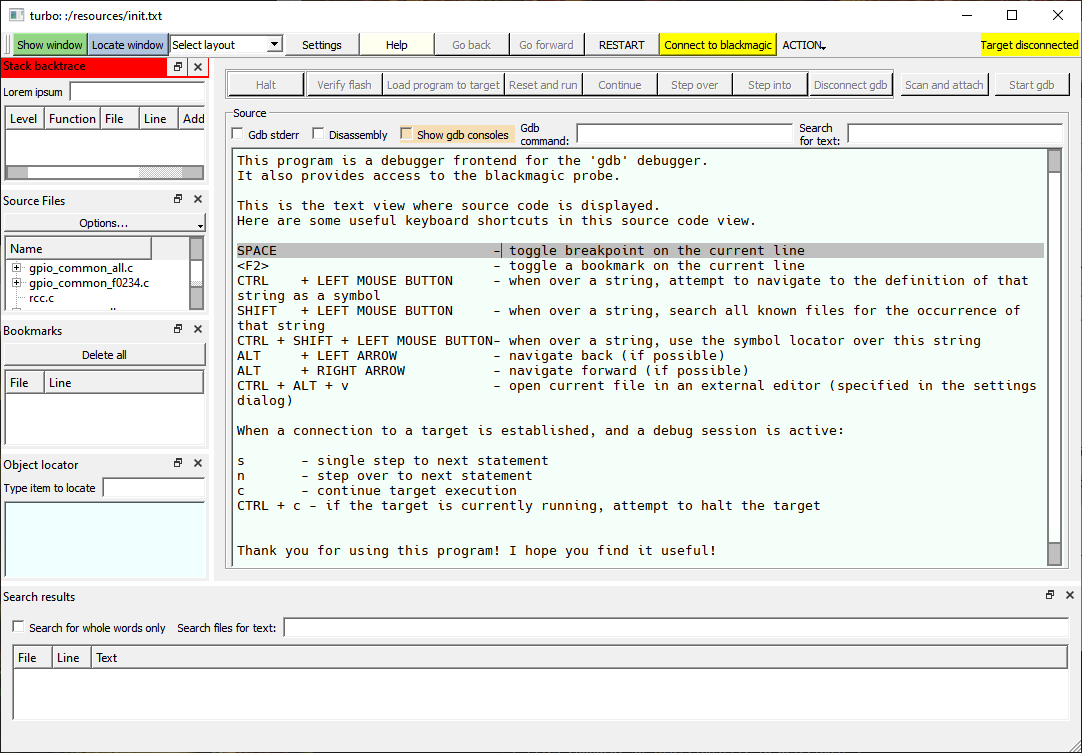 turbo: :/resources/init.txt
Show window Locate window Select layout Settings Help Go back Go forward RESTART Connect to blackmagic ACTION Target disconnected
Stack backtrace
Lorem ipsum
Level Function File Line Add
Source Files
Options...
Name
gpio_common_all.c
gpio_common_f0234.c
rcc.c
Bookmarks
Delete all
File Line
Object locator
Type item to locate
Halt Verify flash Load program to target Reset and run Continue Step over Step into Disconnect gdb Scan and attach Start gdb
Source
Gdb stderr Disassembly Show gdb consoles Gdb command: Search for text:
This program is a debugger frontend for the 'gdb' debugger.
It also provides access to the blackmagic probe.
This is the text view where source code is displayed.
Here are some useful keyboard shortcuts in this source code view.
SPACE - toggle breakpoint on the current line
<F2> - toggle a bookmark on the current line
CTRL + LEFT MOUSE BUTTON - when over a string, attempt to navigate to the definition of that
string as a symbol
SHIFT + LEFT MOUSE BUTTON - when over a string, search all known files for the occurrence of
that string
CTRL + SHIFT + LEFT MOUSE BUTTON- when over a string, use the symbol locator over this string
ALT + LEFT ARROW - navigate back (if possible)
ALT + RIGHT ARROW - navigate forward (if possible)
CTRL + ALT + v - open current file in an external editor (specified in the settings
dialog)
When a connection to a target is established, and a debug session is active:
s - single step to next statement
n - step over to next statement
c - continue target execution
CTRL + c - if the target is currently running, attempt to halt the target
Thank you for using this program! I hope you find it useful!
Search results
Search for whole words only Search files for text:
File Line Text